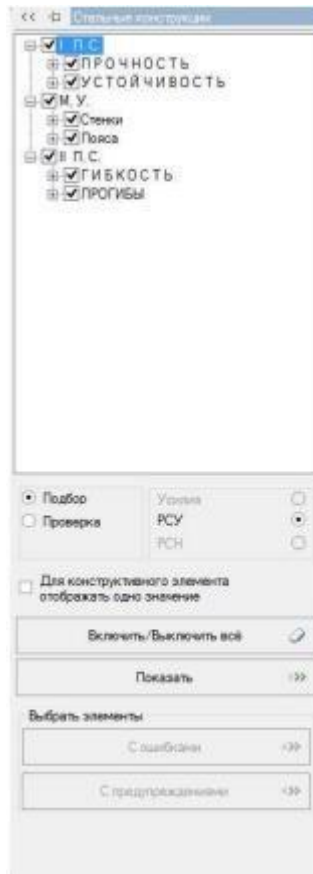 << Стальные конструкции
I П.С.
ПРОЧНОСТЬ
УСТОЙЧИВОСТЬ
М.У.
Стенки
Пояса
II П.С.
ГИБКОСТЬ
ПРОГИБЫ
Подбор
Усилия
Проверка
РСУ
РСН
Для конструктивного элемента
отображать одно значение
Включить/Выключить всё
Показать
Выбрать элементы
С ошибками
С предупреждениями